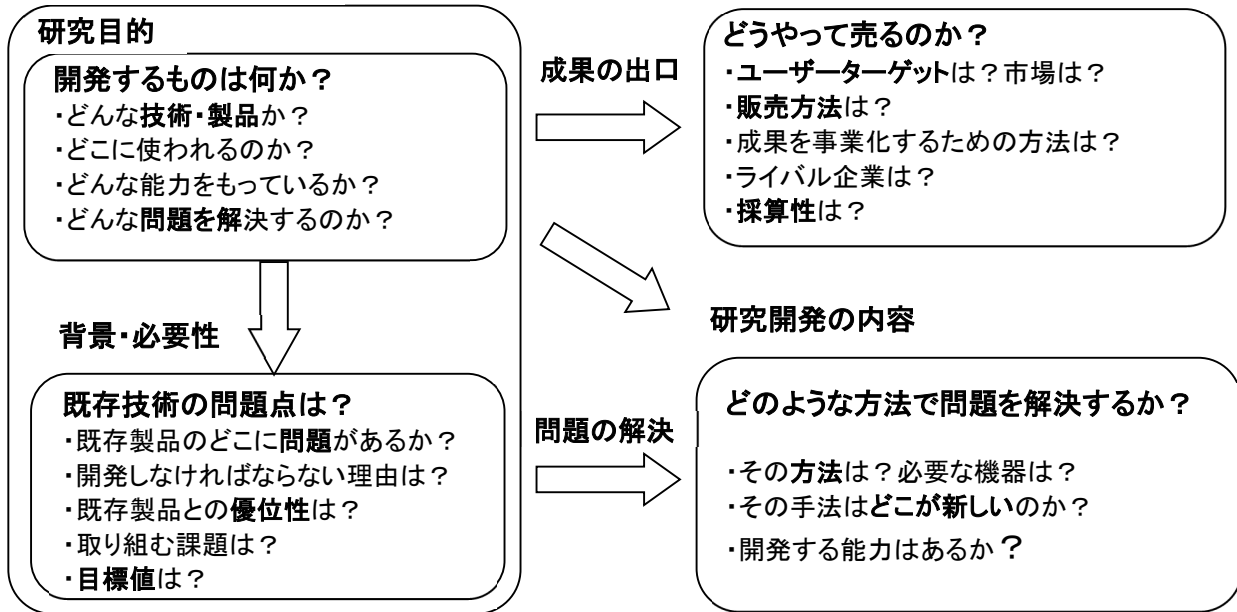 研究目的
開発するものは何か?
・どんな技術・製品か?
・どこに使われるのか?
・どんな能力をもっているか?
・どんな問題を解決するのか?
背景・必要性
既存技術の問題点は?
・既存製品のどこに問題があるか?
・開発しなければならない理由は?
・既存製品との優位性は?
・取り組む課題は?
・目標値は?
成果の出口
どうやって売るのか?
・ユーザーターゲットは?市場は?
・販売方法は?
・成果を事業化するための方法は?
・ライバル企業は?
・採算性は?
問題の解決
研究開発の内容
どのような方法で問題を解決するか?
・その方法は?必要な機器は?
・その手法はどこが新しいのか?
・開発する能力はあるか?